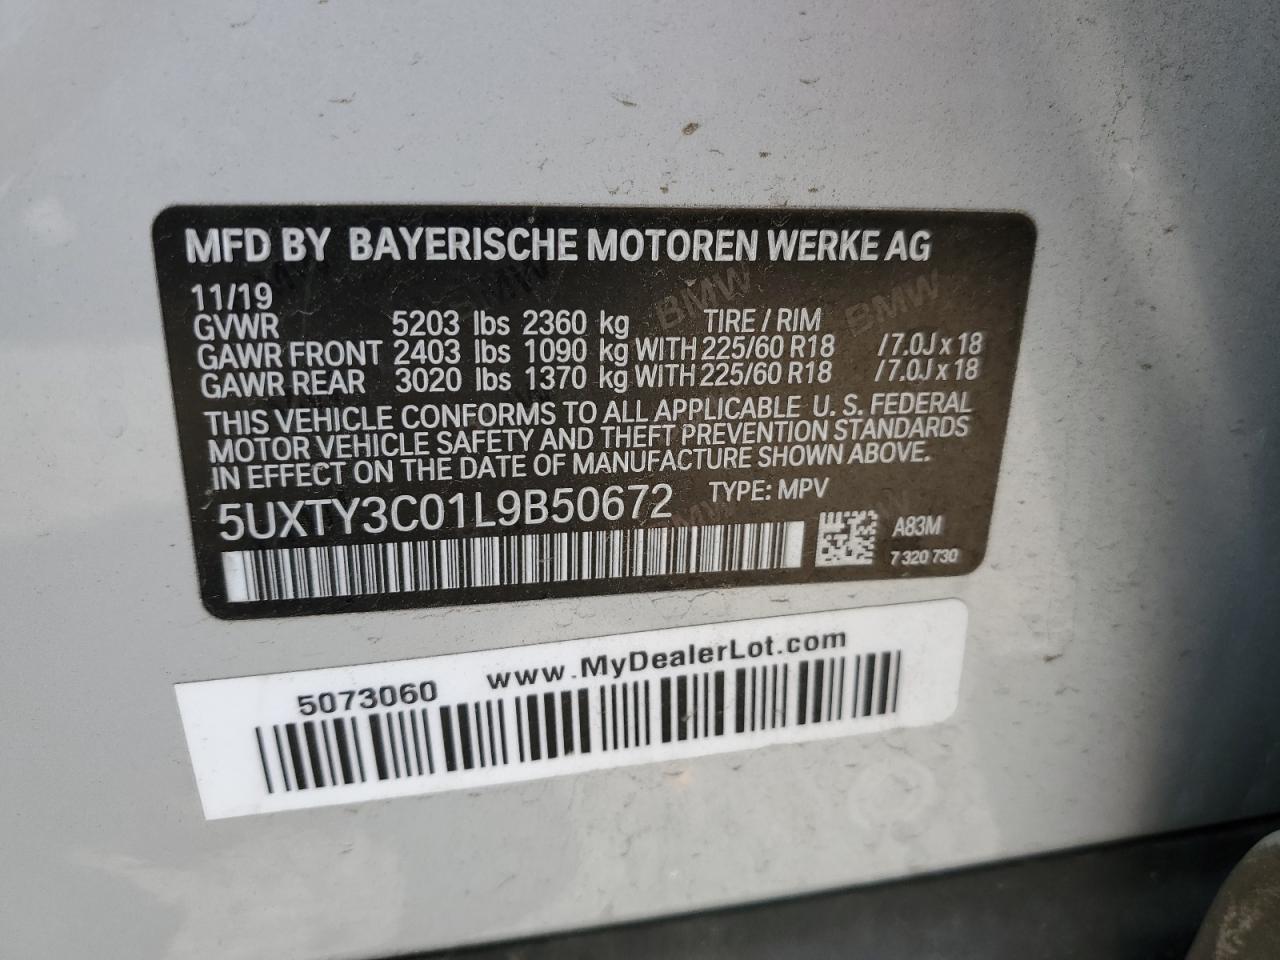 MFD BY BAYERISCHE MOTOREN WERKE AG
11/19
GVWR 5203 lbs 2360 kg TIRE / RIM
GAWR FRONT 2403 lbs 1090 kg WITH 225/60 R18 / 7.0J x 18
GAWR REAR 3020 lbs 1370 kg WITH 225/60 R18 / 7.0J x 18
THIS VEHICLE CONFORMS TO ALL APPLICABLE U. S. FEDERAL
MOTOR VEHICLE SAFETY AND THEFT PREVENTION STANDARDS
IN EFFECT ON THE DATE OF MANUFACTURE SHOWN ABOVE.
5UXTY3C01L9B50672 TYPE: MPV
A83M
7 320 730
5073060 www.MyDealerLot.com